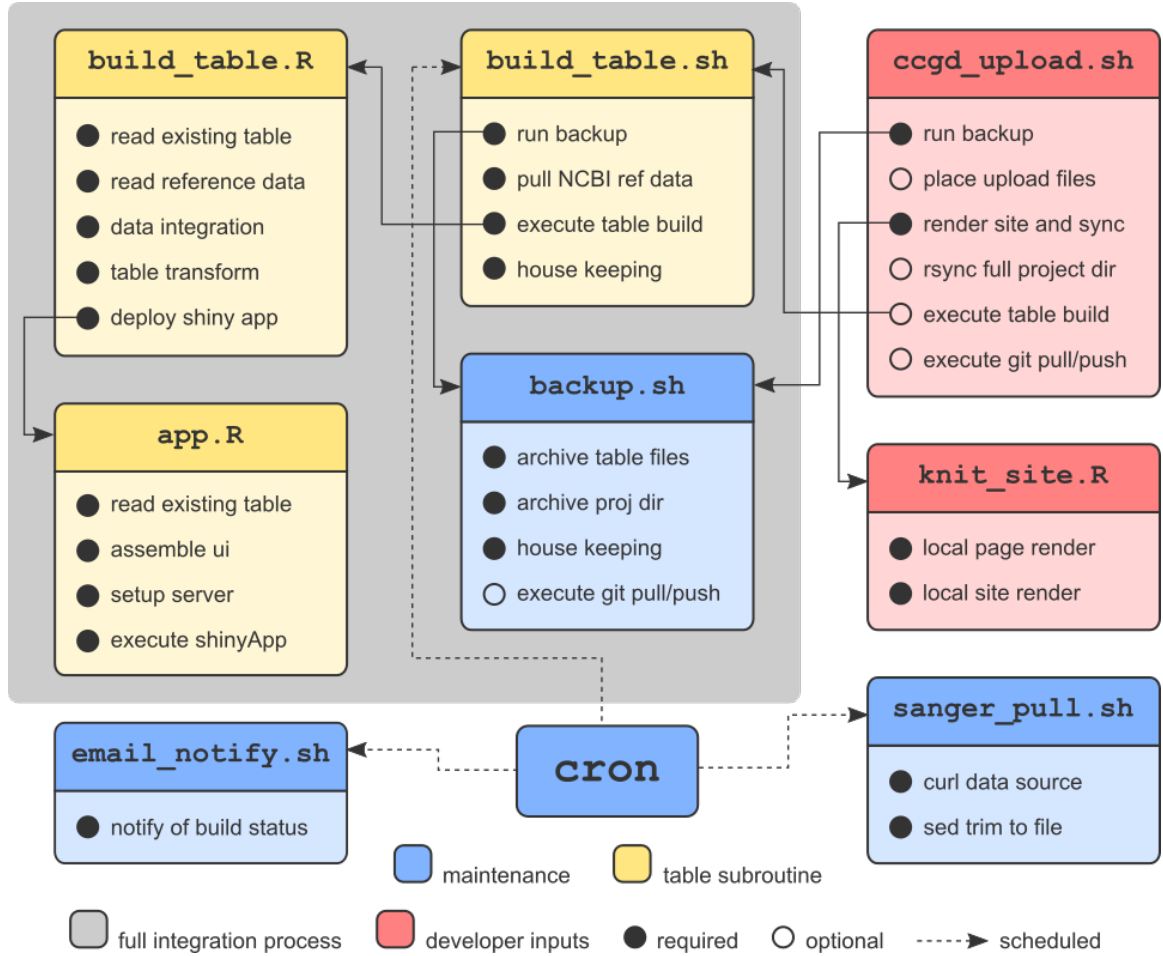 build_table.R
read existing table
read reference data
data integration
table transform
deploy shiny app
build_table.sh
run backup
pull NCBI ref data
execute table build
house keeping
ccgd_upload.sh
run backup
place upload files
render site and sync
rsync full project dir
execute table build
execute git pull/push
app.R
read existing table
assemble ui
setup server
execute shinyApp
backup.sh
archive table files
archive proj dir
house keeping
execute git pull/push
knit_site.R
local page render
local site render
email_notify.sh
notify of build status
cron
sanger_pull.sh
curl data source
sed trim to file
maintenance
table subroutine
full integration process
developer inputs
required
optional
scheduled